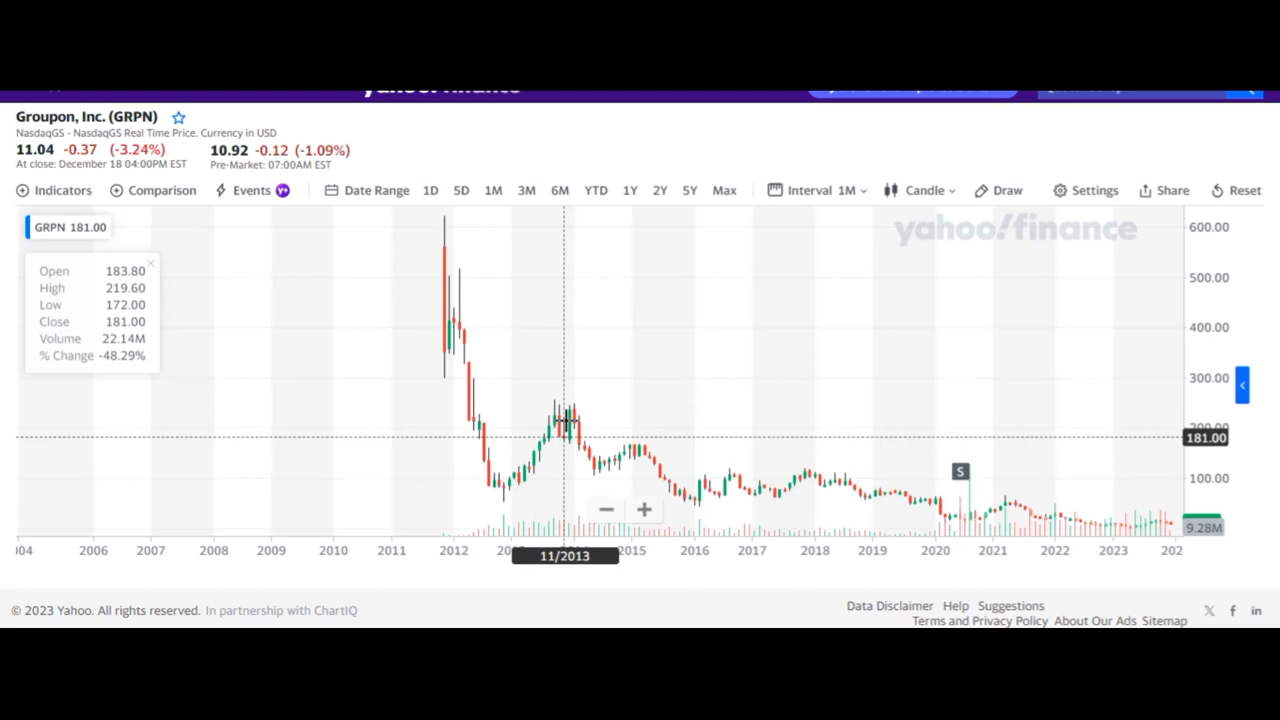 Groupon, Inc. (GRPN)
NasdaqGS - NasdaqGS Real Time Price. Currency in USD
11.04 -0.37 (-3.24%) 10.92 -0.12 (-1.09%)
At close: December 18 04:00PM EST Pre-Market: 07:00AM EST
Indicators Comparison Events Y+ Date Range 1D 5D 1M 3M 6M YTD 1Y 2Y 5Y Max Interval 1M Candle Draw Settings Share Reset
GRPN 181.00
yahoo!finance
600.00
Open 183.80
500.00
High 219.60
Low 172.00
Close 181.00
400.00
Volume 22.14M
% Change -48.29%
300.00
200.00
181.00
S
100.00
9.28M
2006 2007 2008 2009 2010 2011 2012 2015 2016 2017 2018 2019 2020 2021 2022 2023
11/2013
© 2023 Yahoo. All rights reserved. In partnership with ChartIQ
Data Disclaimer Help Suggestions
Terms and Privacy Policy About Our Ads Sitemap